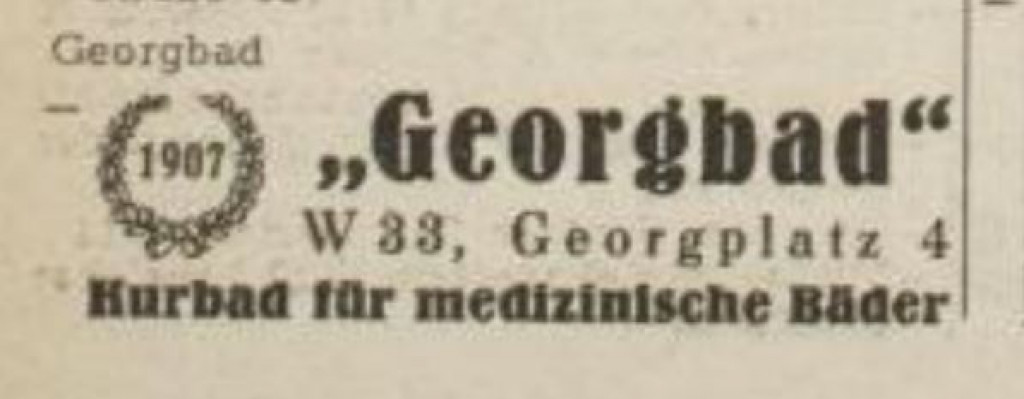 Georgbad
—
1907
„Georgbad“
W 33, Georgplatz 4
Kurbad für medizinische Bäder